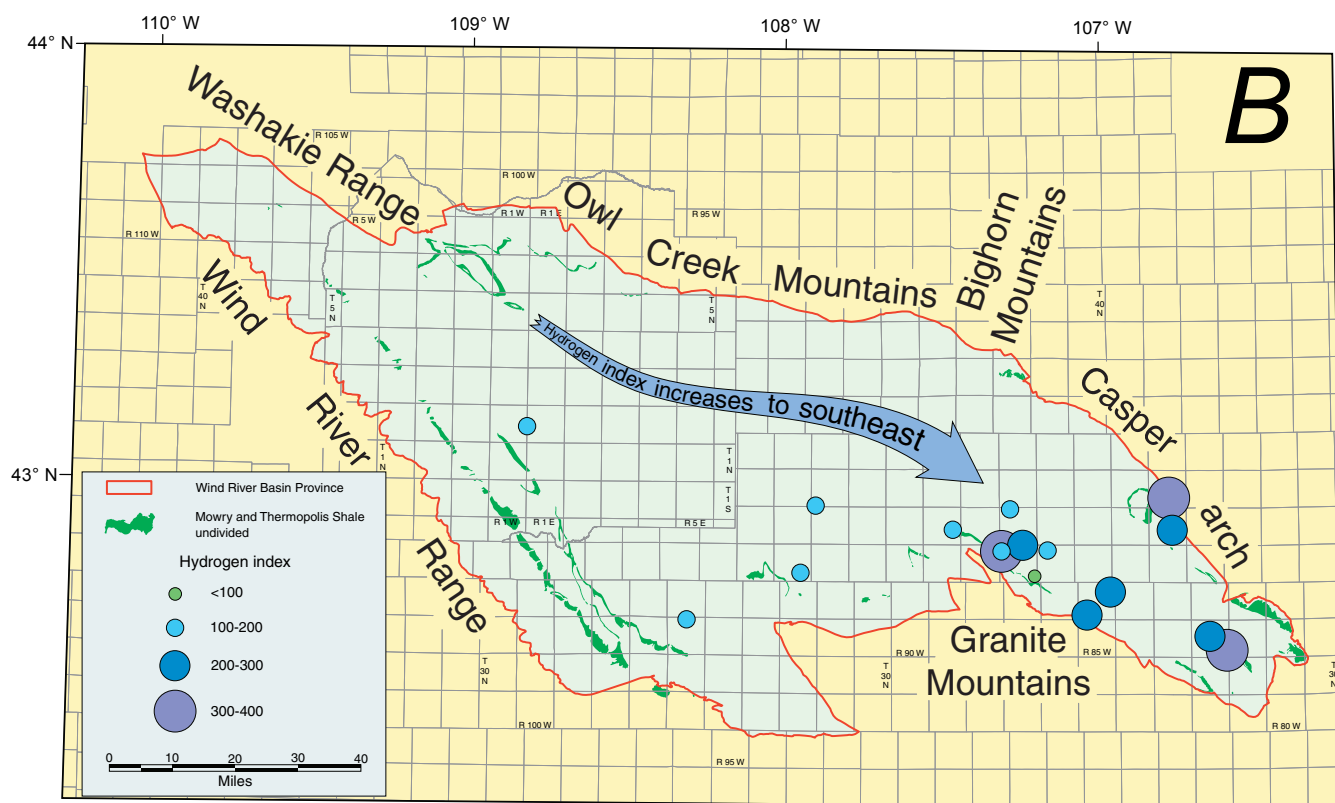 110° W
109° W
108° W
107° W
44° N
B
Washakie Range
R 105 W
R 100 W
Owl
R 5 W
R 1 W
R 1 E
R 95 W
Bighorn
Mountains
R 110 W
Creek Mountains
Wind
T
40
N
T
5
N
T
5
N
T
40
N
Hydrogen index increases to southeast
Casper
River
T
1
N
T
1
N
43° N
T
1
S
Wind River Basin Province
Mowry and Thermopolis Shale
undivided
R 1 W
R 1 E
R 5 E
arch
Hydrogen index
<100
100-200
200-300
300-400
Range
Granite
Mountains
R 90 W
R 85 W
T
30
N
T
30
N
R 100 W
R 80 W
R 95 W
0 10 20 30 40
Miles